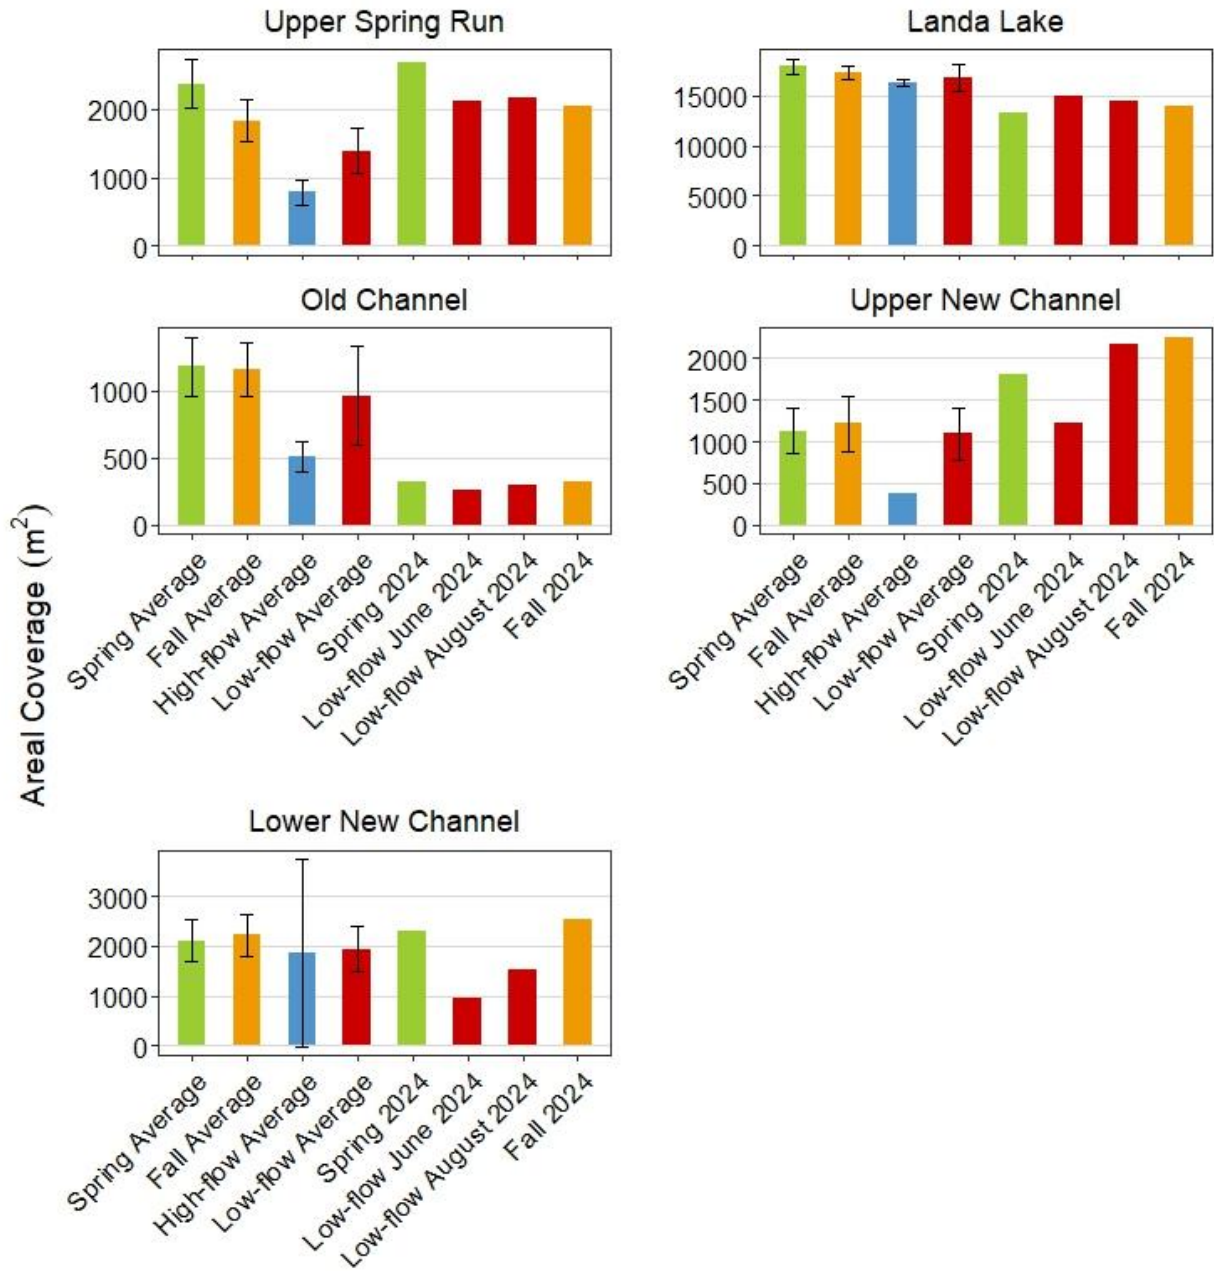 Upper Spring Run
2000
1000
0
Landa Lake
15000
10000
5000
0
Old Channel
1000
500
0
Upper New Channel
2000
1500
1000
500
0
Spring Average
Fall Average
High-flow Average
Low-flow Average
Spring 2024
Low-flow June 2024
Low-flow August 2024
Fall 2024
Spring Average
Fall Average
High-flow Average
Low-flow Average
Spring 2024
Low-flow June 2024
Low-flow August 2024
Fall 2024
Areal Coverage (m²)
Lower New Channel
3000
2000
1000
0
Spring Average
Fall Average
High-flow Average
Low-flow Average
Spring 2024
Low-flow June 2024
Low-flow August 2024
Fall 2024